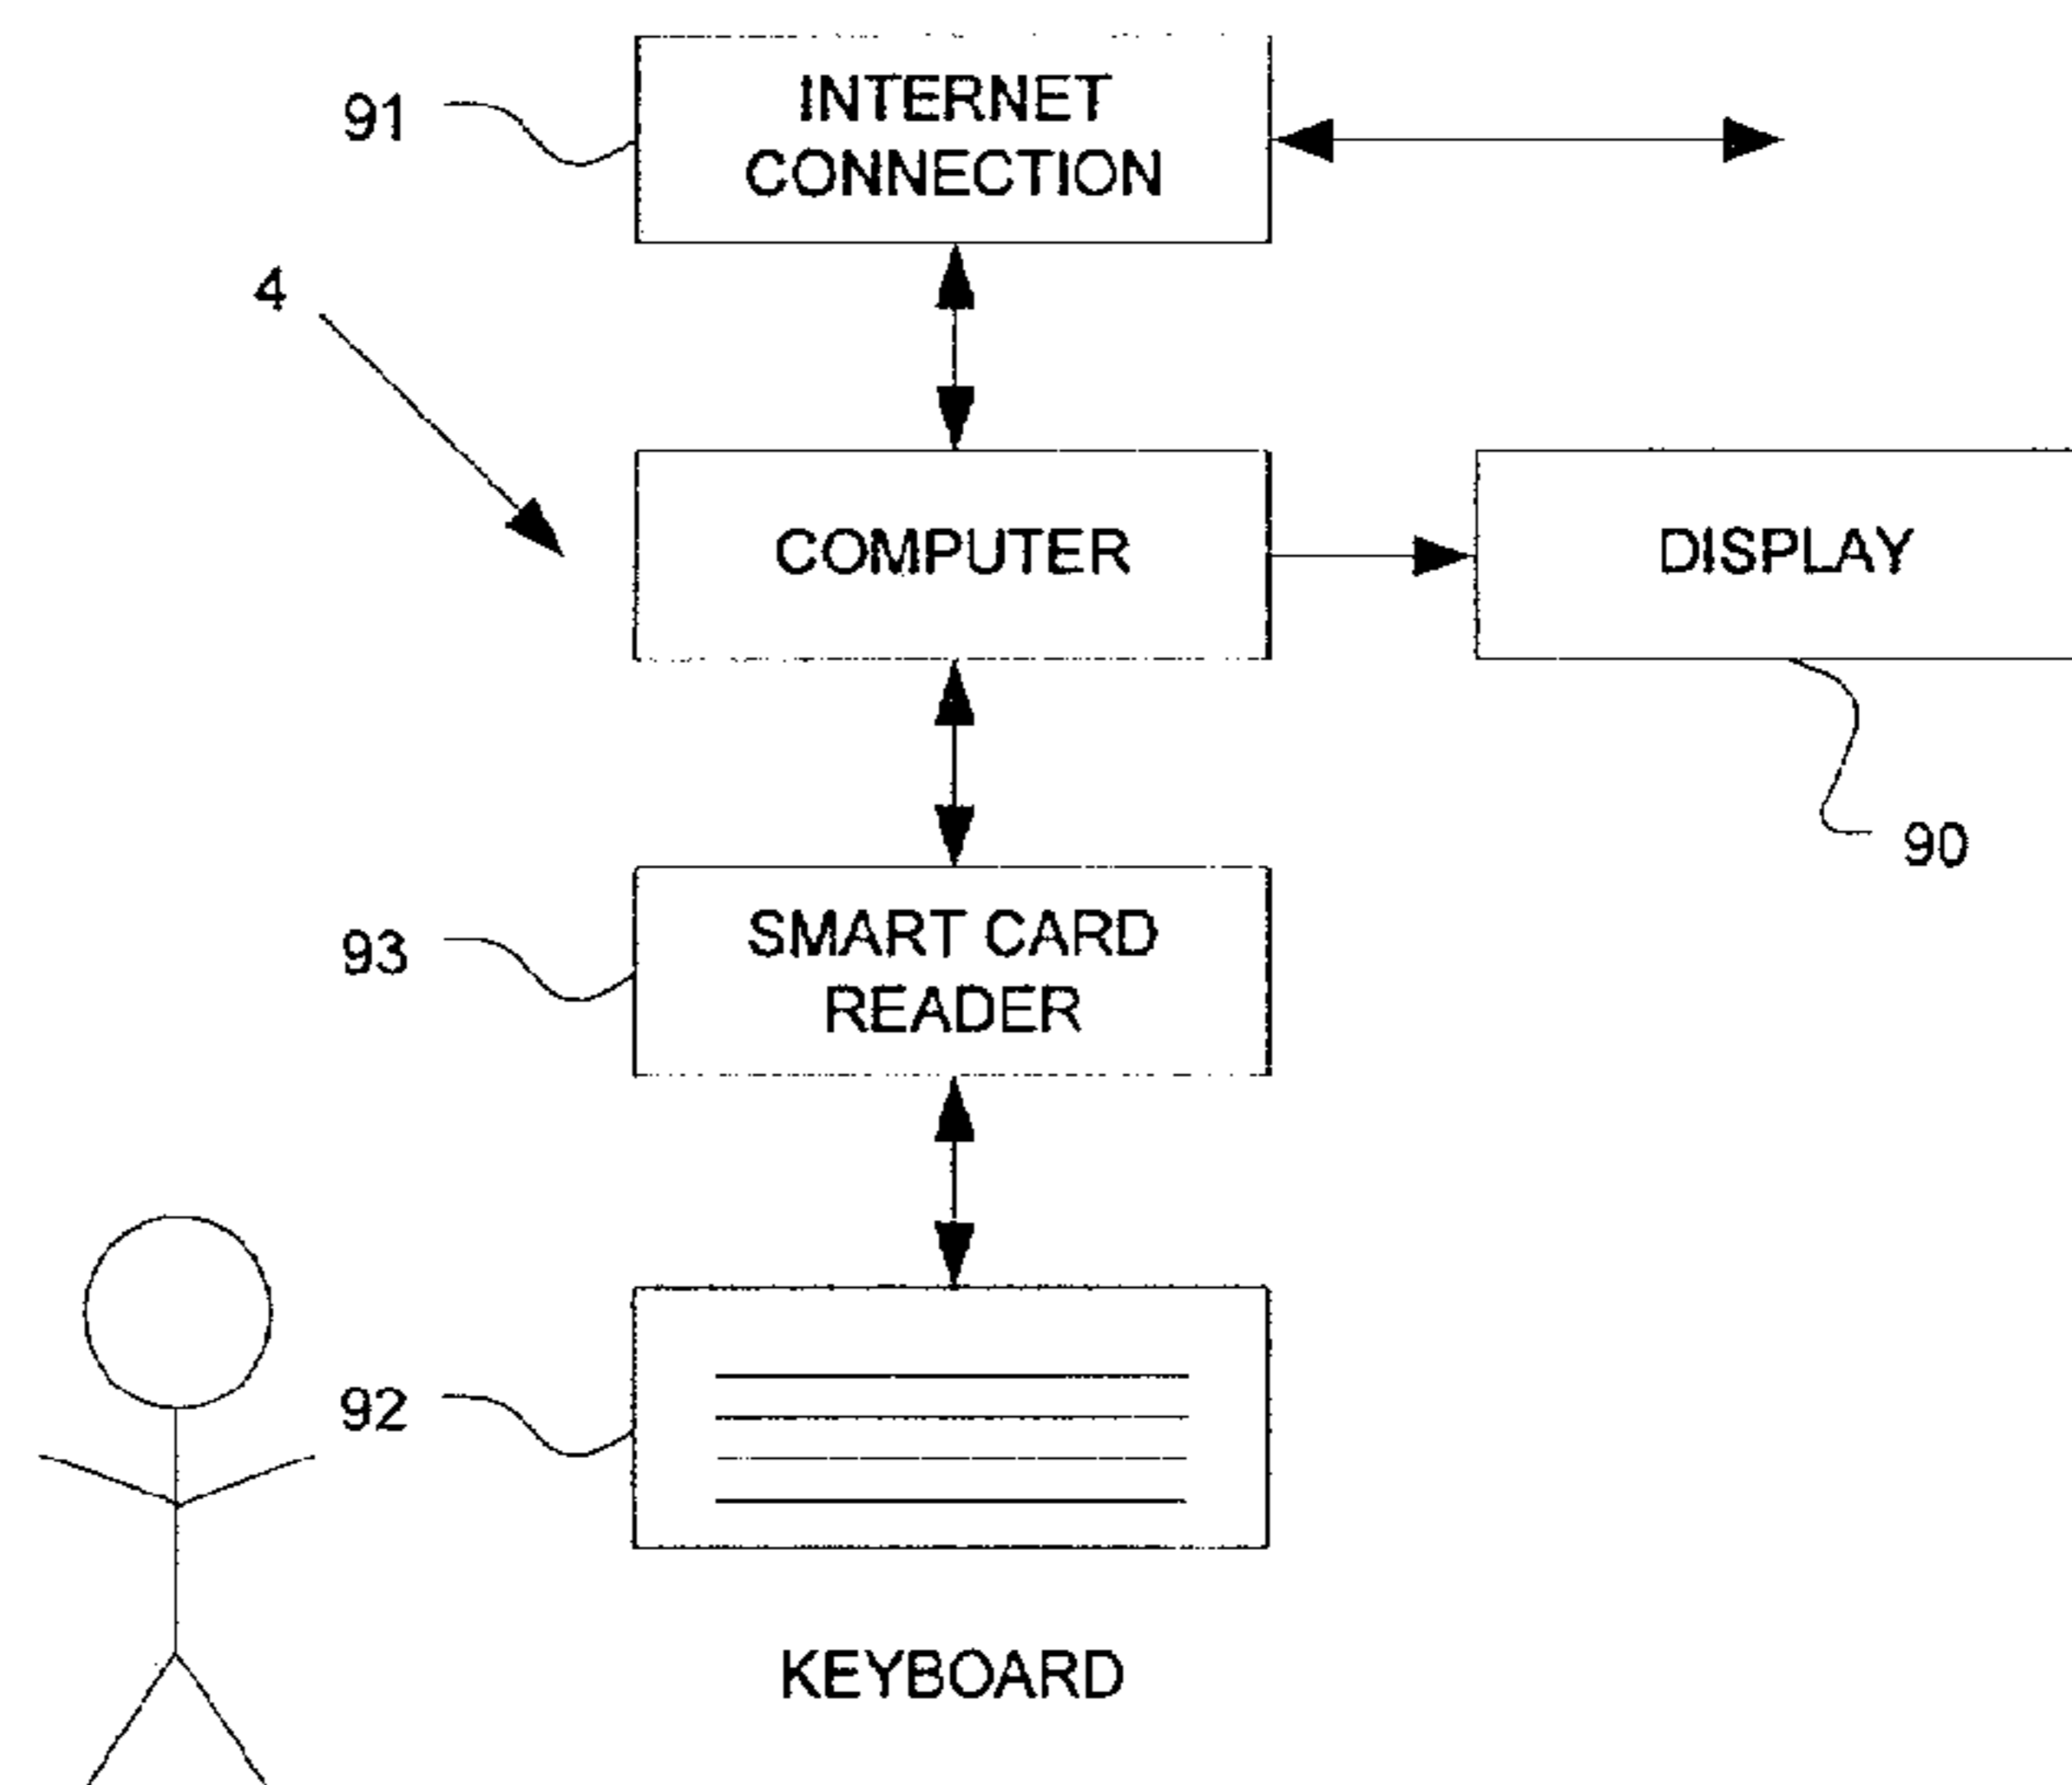 91
INTERNET
CONNECTION
4
COMPUTER
DISPLAY
90
93
SMART CARD
READER
92
KEYBOARD